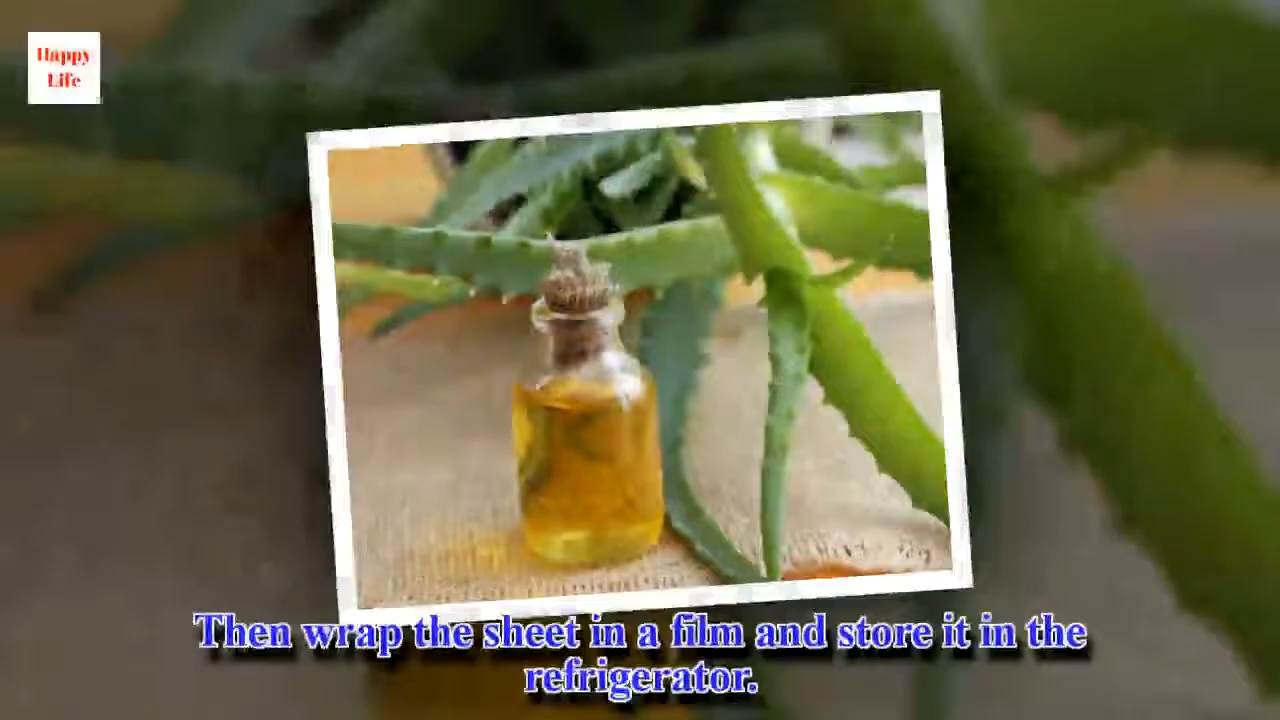 Happy
Life
Then wrap the sheet in a film and store it in the
refrigerator.